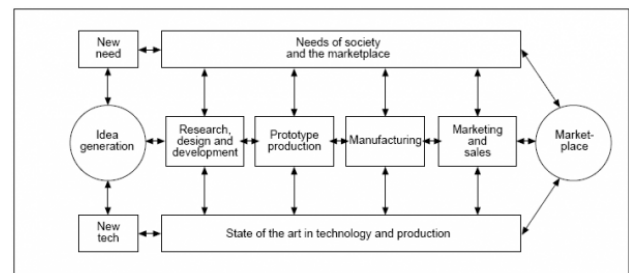 New
need
Needs of society
and the marketplace
Idea
generation
Research,
design and
development
Prototype
production
Manufacturing
Marketing
and
sales
Market-
place
New
tech
State of the art in technology and production